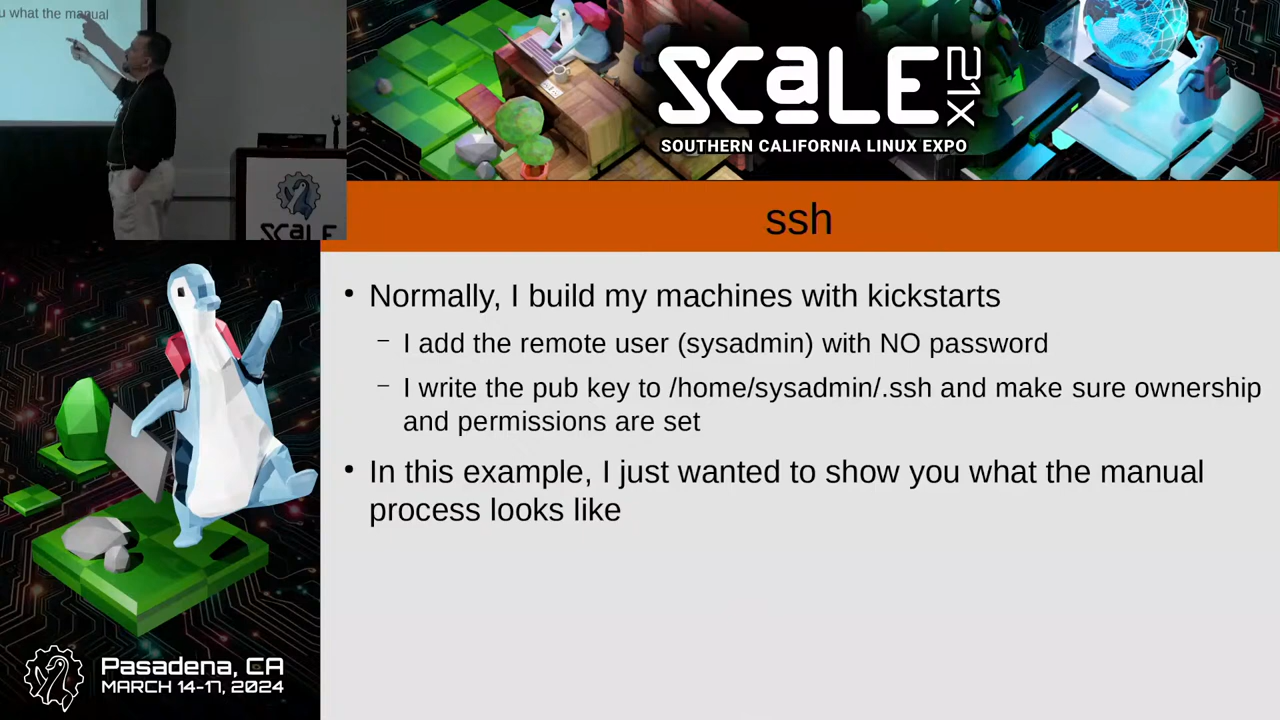 u what the manual
SCALE
SCALE 21X
SOUTHERN CALIFORNIA LINUX EXPO
ssh
• Normally, I build my machines with kickstarts
– I add the remote user (sysadmin) with NO password
– I write the pub key to /home/sysadmin/.ssh and make sure ownership
and permissions are set
• In this example, I just wanted to show you what the manual
process looks like
Pasadena, CA
MARCH 14-17, 2024